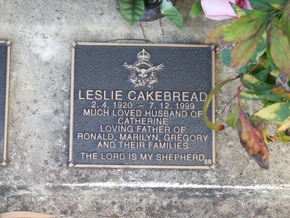 LESLIE CAKEBREAD
2. 4. 1920 - 7. 12. 1999
MUCH LOVED HUSBAND OF
CATHERINE
LOVING FATHER OF
RONALD, MARILYN, GREGORY
AND THEIR FAMILIES
THE LORD IS MY SHEPHERD 68